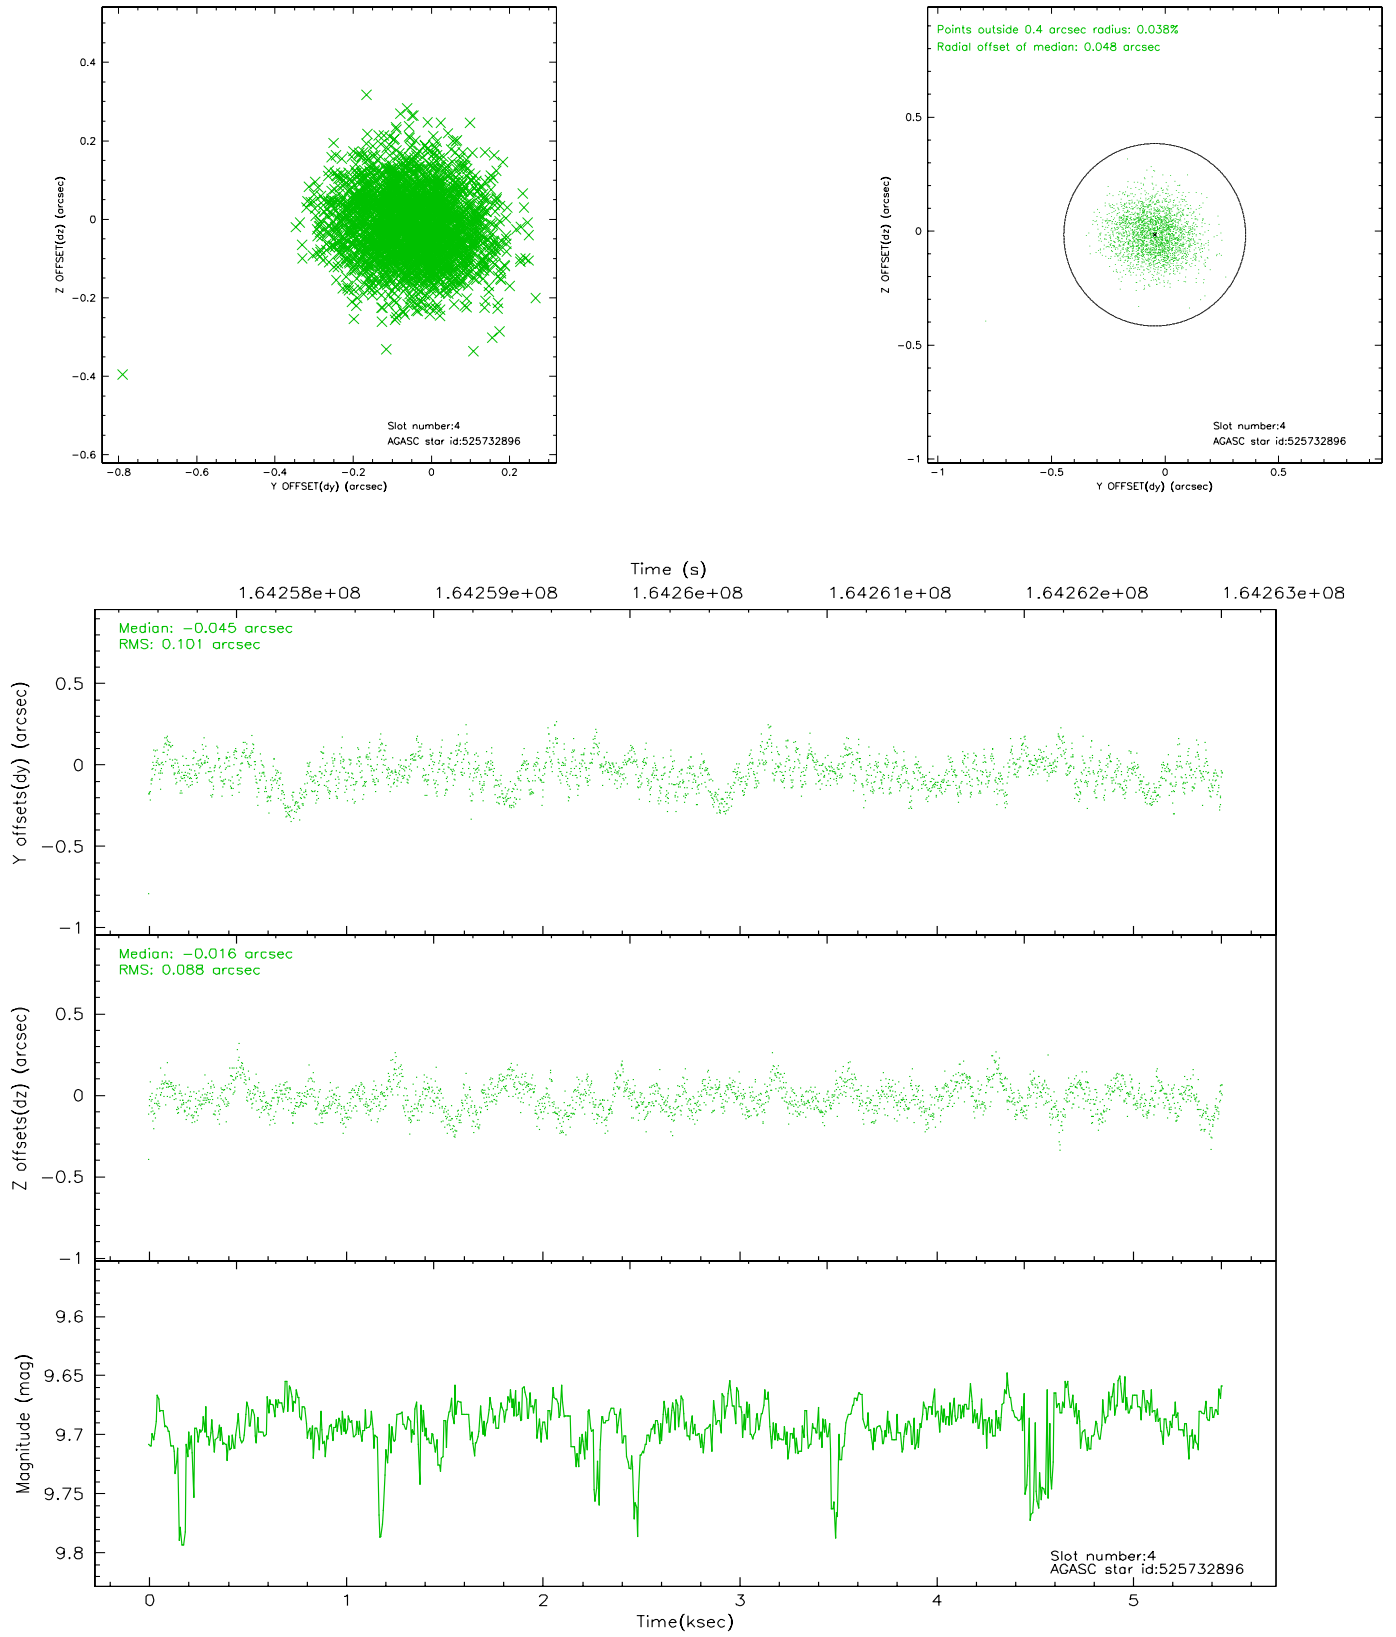 0.4
0.2
0
−0.2
−0.4
−0.6
Z OFFSET(dz) (arcsec)
Slot number:4
AGASC star id:525732896
−0.8
−0.6
−0.4
−0.2
0
0.2
Y OFFSET(dy) (arcsec)
Points outside 0.4 arcsec radius: 0.038%
Radial offset of median: 0.048 arcsec
0.5
0
−0.5
−1
Z OFFSET(dz) (arcsec)
Slot number:4
AGASC star id:525732896
−1
−0.5
0
0.5
Y OFFSET(dy) (arcsec)
Time (s)
1.64258e+08
1.64259e+08
1.6426e+08
1.64261e+08
1.64262e+08
1.64263e+08
Median: −0.045 arcsec
RMS: 0.101 arcsec
0.5
0
−0.5
−1
Y offsets(dy) (arcsec)
Median: −0.016 arcsec
RMS: 0.088 arcsec
0.5
0
−0.5
−1
Z offsets(dz) (arcsec)
9.6
9.65
9.7
9.75
9.8
Magnitude (mag)
Slot number:4
AGASC star id:525732896
0
1
2
3
4
5
Time(ksec)